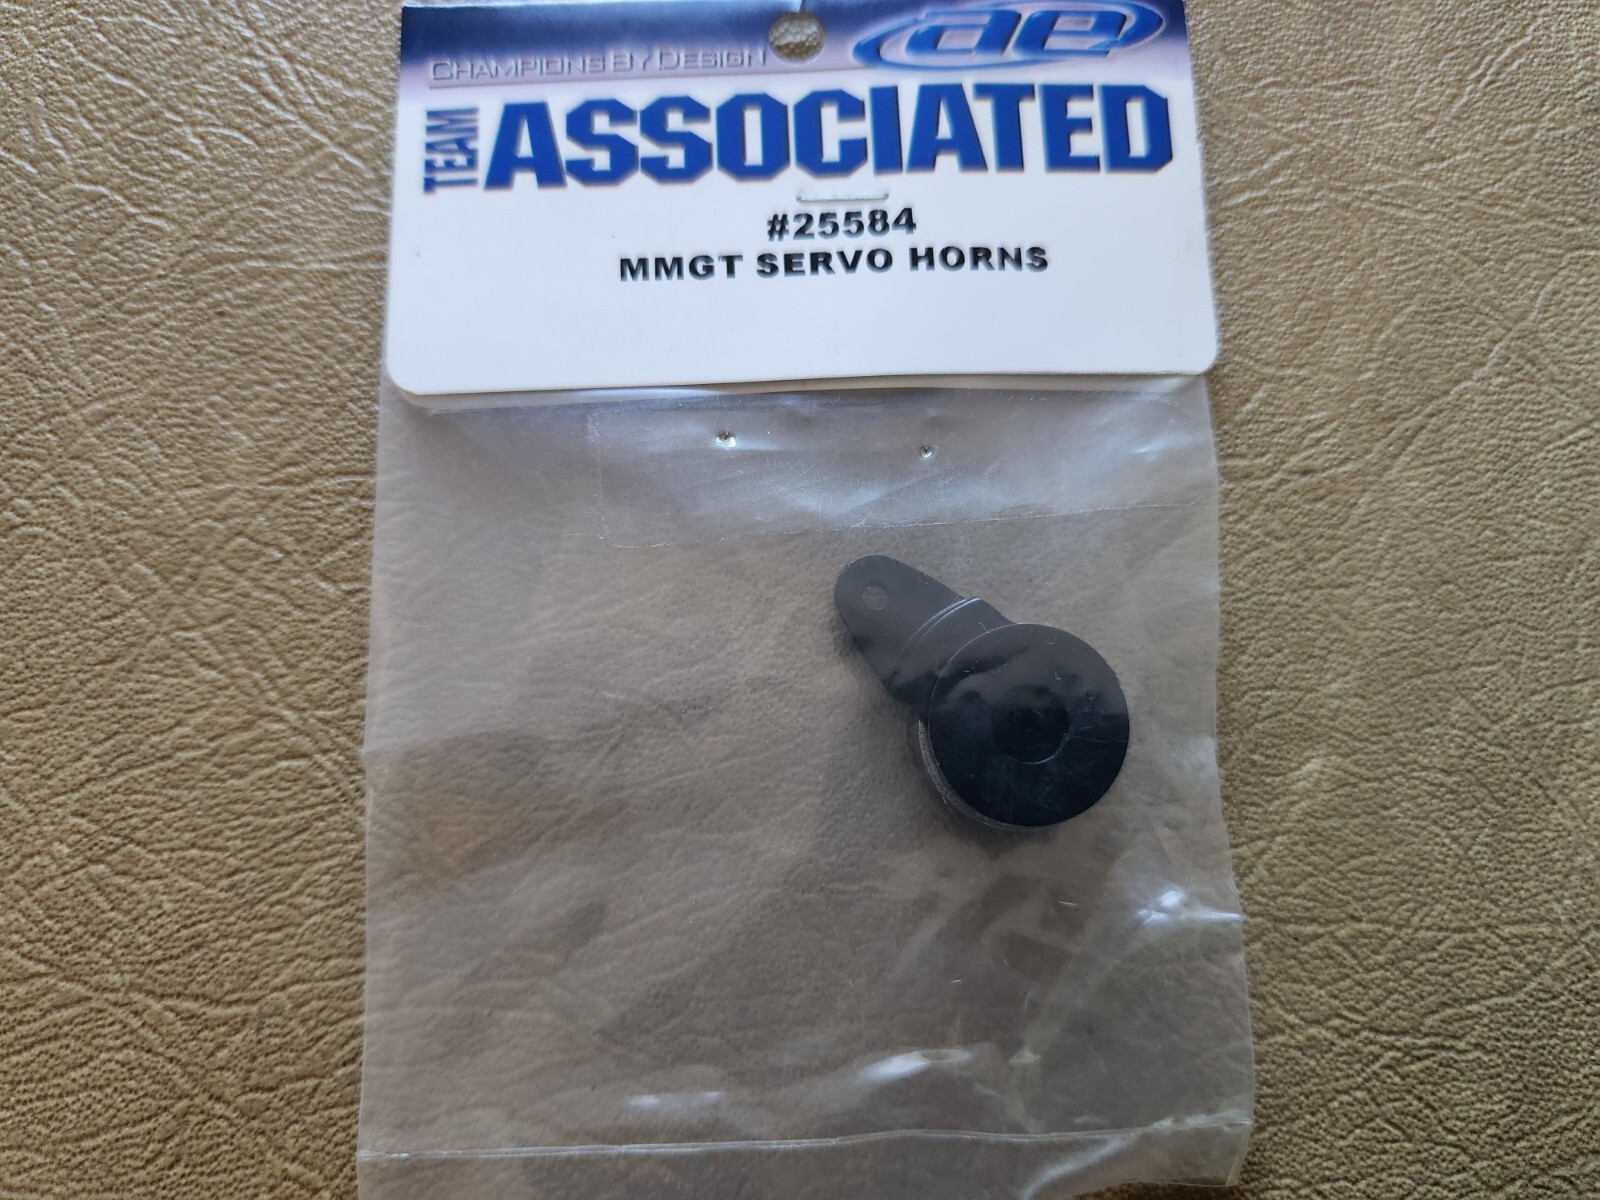 CHAMPIONS BY DESIGN
ae
TEAM ASSOCIATED
#25584
MMGT SERVO HORNS